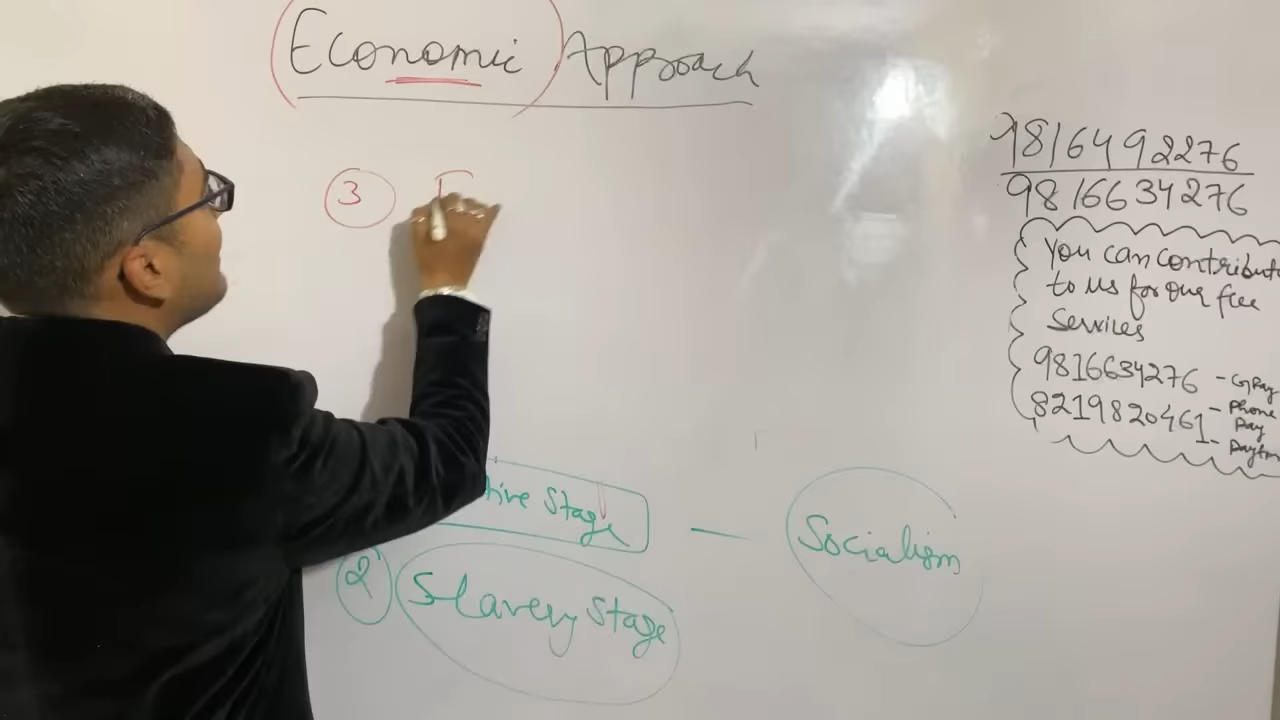 Economic Approach
3
Stage - Socialism
2 Slavery Stage
9816492276
9816634276
You can contribute
to us for our free
Services
9816634276 - GPay
8219820461 - Phone
Pay
- Paytm